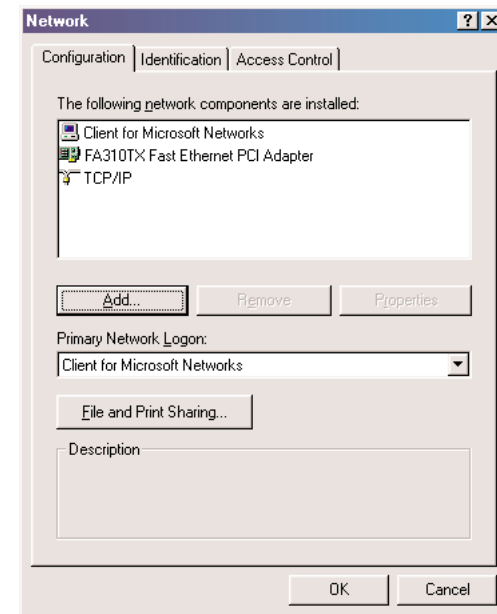 Network
Configuration Identification Access Control
The following network components are installed:
Client for Microsoft Networks
FA310TX Fast Ethernet PCI Adapter
TCP/IP
Add... Remove Properties
Primary Network Logon:
Client for Microsoft Networks
File and Print Sharing...
Description
OK Cancel